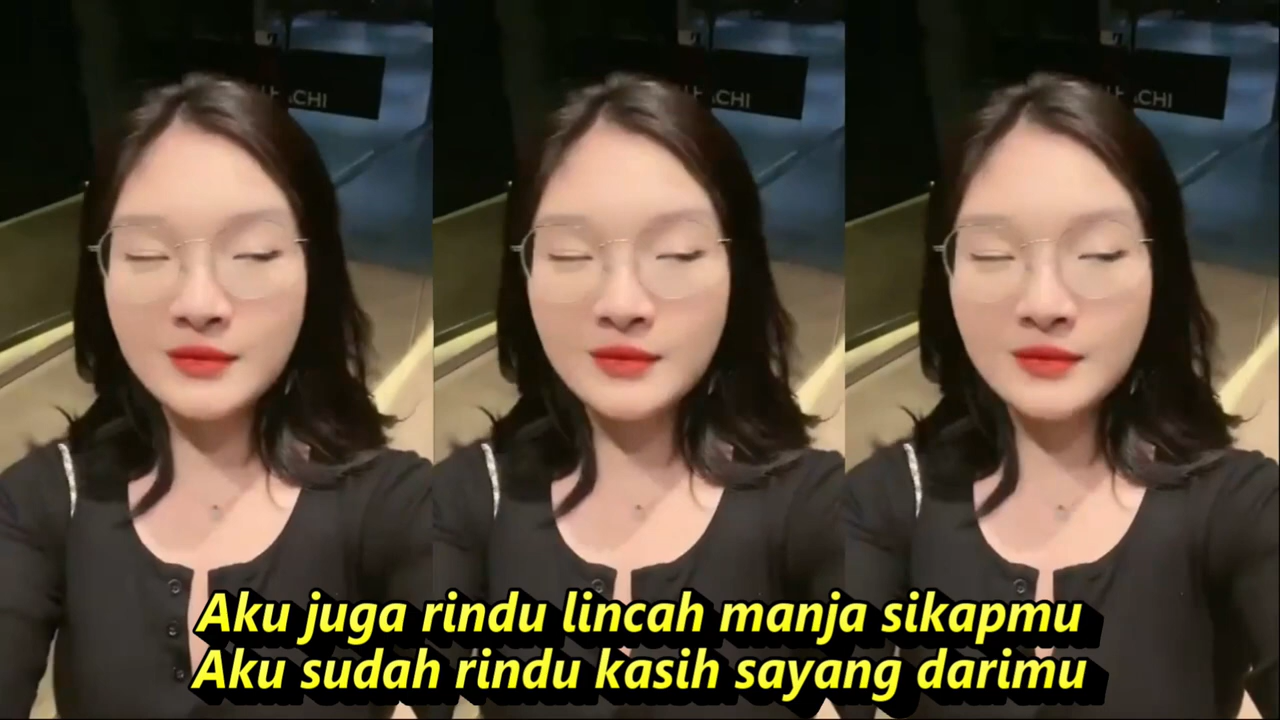 Aku juga rindu lincah manja sikapmu
Aku sudah rindu kasih sayang darimu